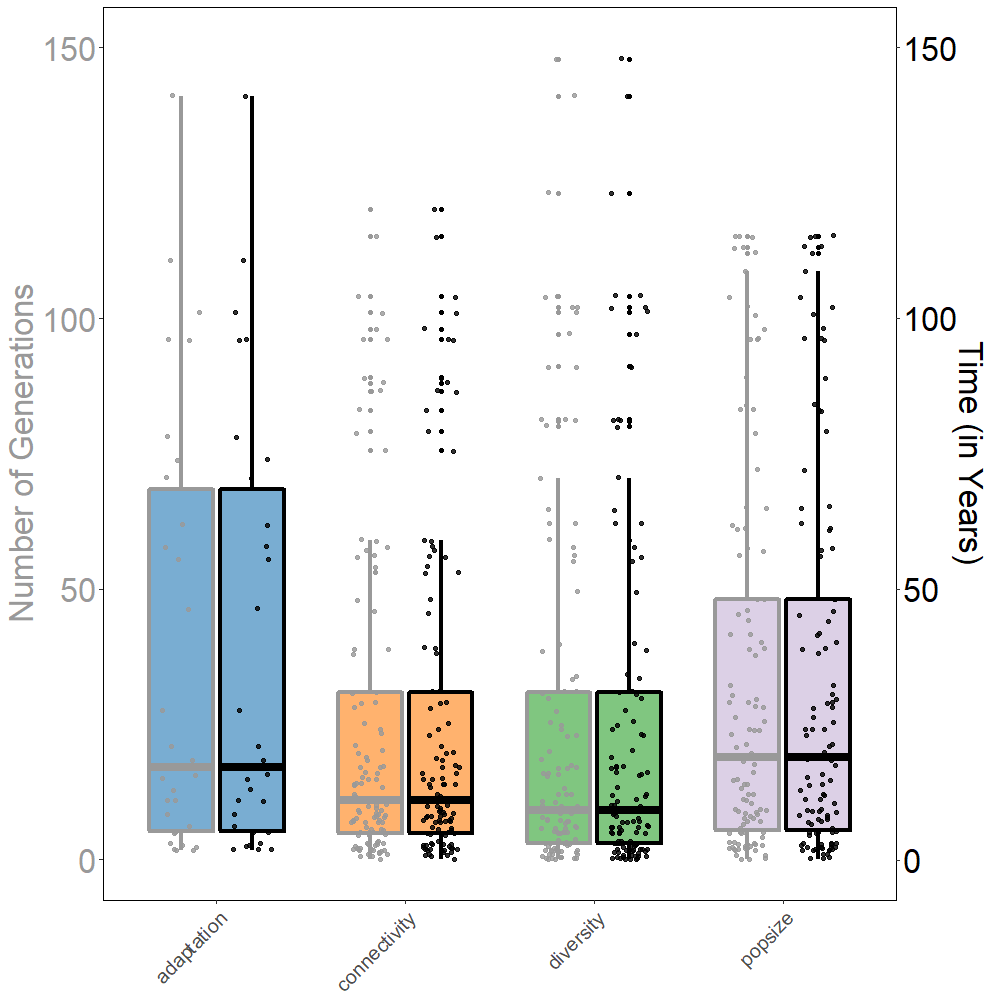 150
100
50
0
Number of Generations
150
100
50
0
Time (in Years)
adaptation
connectivity
diversity
popsize